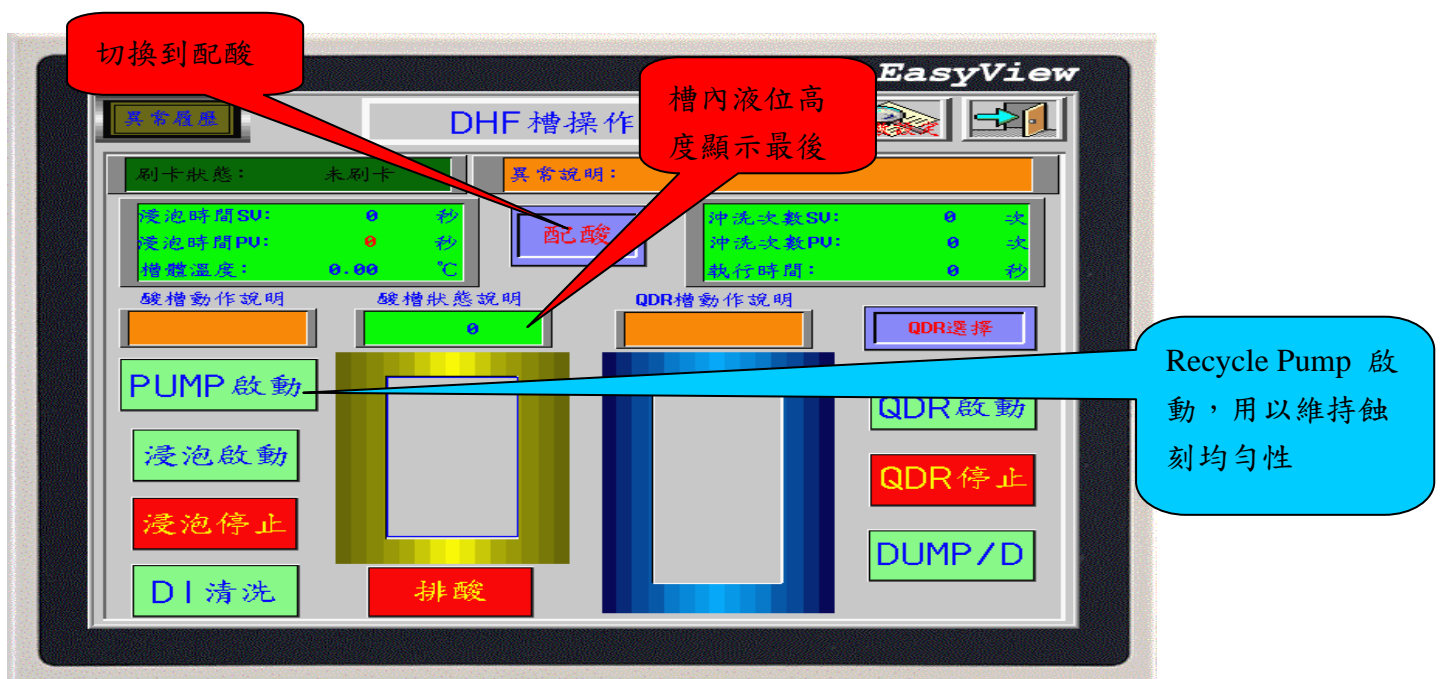 切換到配酸
EasyView
槽內液位高
度顯示最後
異常履歷
DHF槽操作
刷卡狀態: 未刷卡
異常說明:
浸泡時間SV: 0 秒
浸泡時間PV: 0 秒
槽體溫度: 0.00 ℃
配酸
沖洗次數SV: 0 次
沖洗次數PV: 0 次
執行時間: 0 秒
酸槽動作說明
酸槽狀態說明
QDR槽動作說明
0
QDR選擇
PUMP啟動
Recycle Pump 啟
動，用以維持蝕
刻均勻性
QDR啟動
浸泡啟動
QDR停止
浸泡停止
DUMP/D
DI清洗
排酸